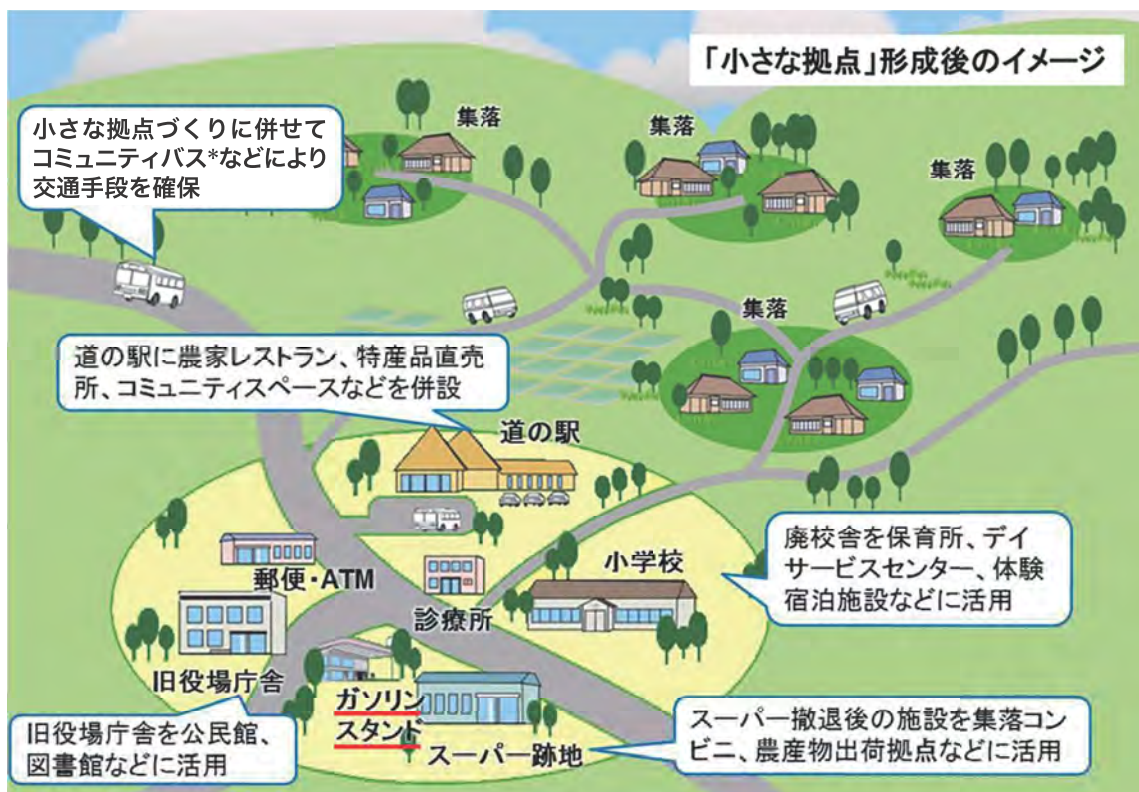 「小さな拠点」形成後のイメージ
小さな拠点づくりに併せて
コミュニティバス*などにより
交通手段を確保
集落
集落
集落
集落
道の駅に農家レストラン、特産品直売
所、コミュニティスペースなどを併設
道の駅
郵便・ATM
小学校
診療所
廃校舎を保育所、デイ
サービスセンター、体験
宿泊施設などに活用
旧役場庁舎
ガソリン
スタンド
スーパー跡地
旧役場庁舎を公民館、
図書館などに活用
スーパー撤退後の施設を集落コン
ビニ、農産物出荷拠点などに活用